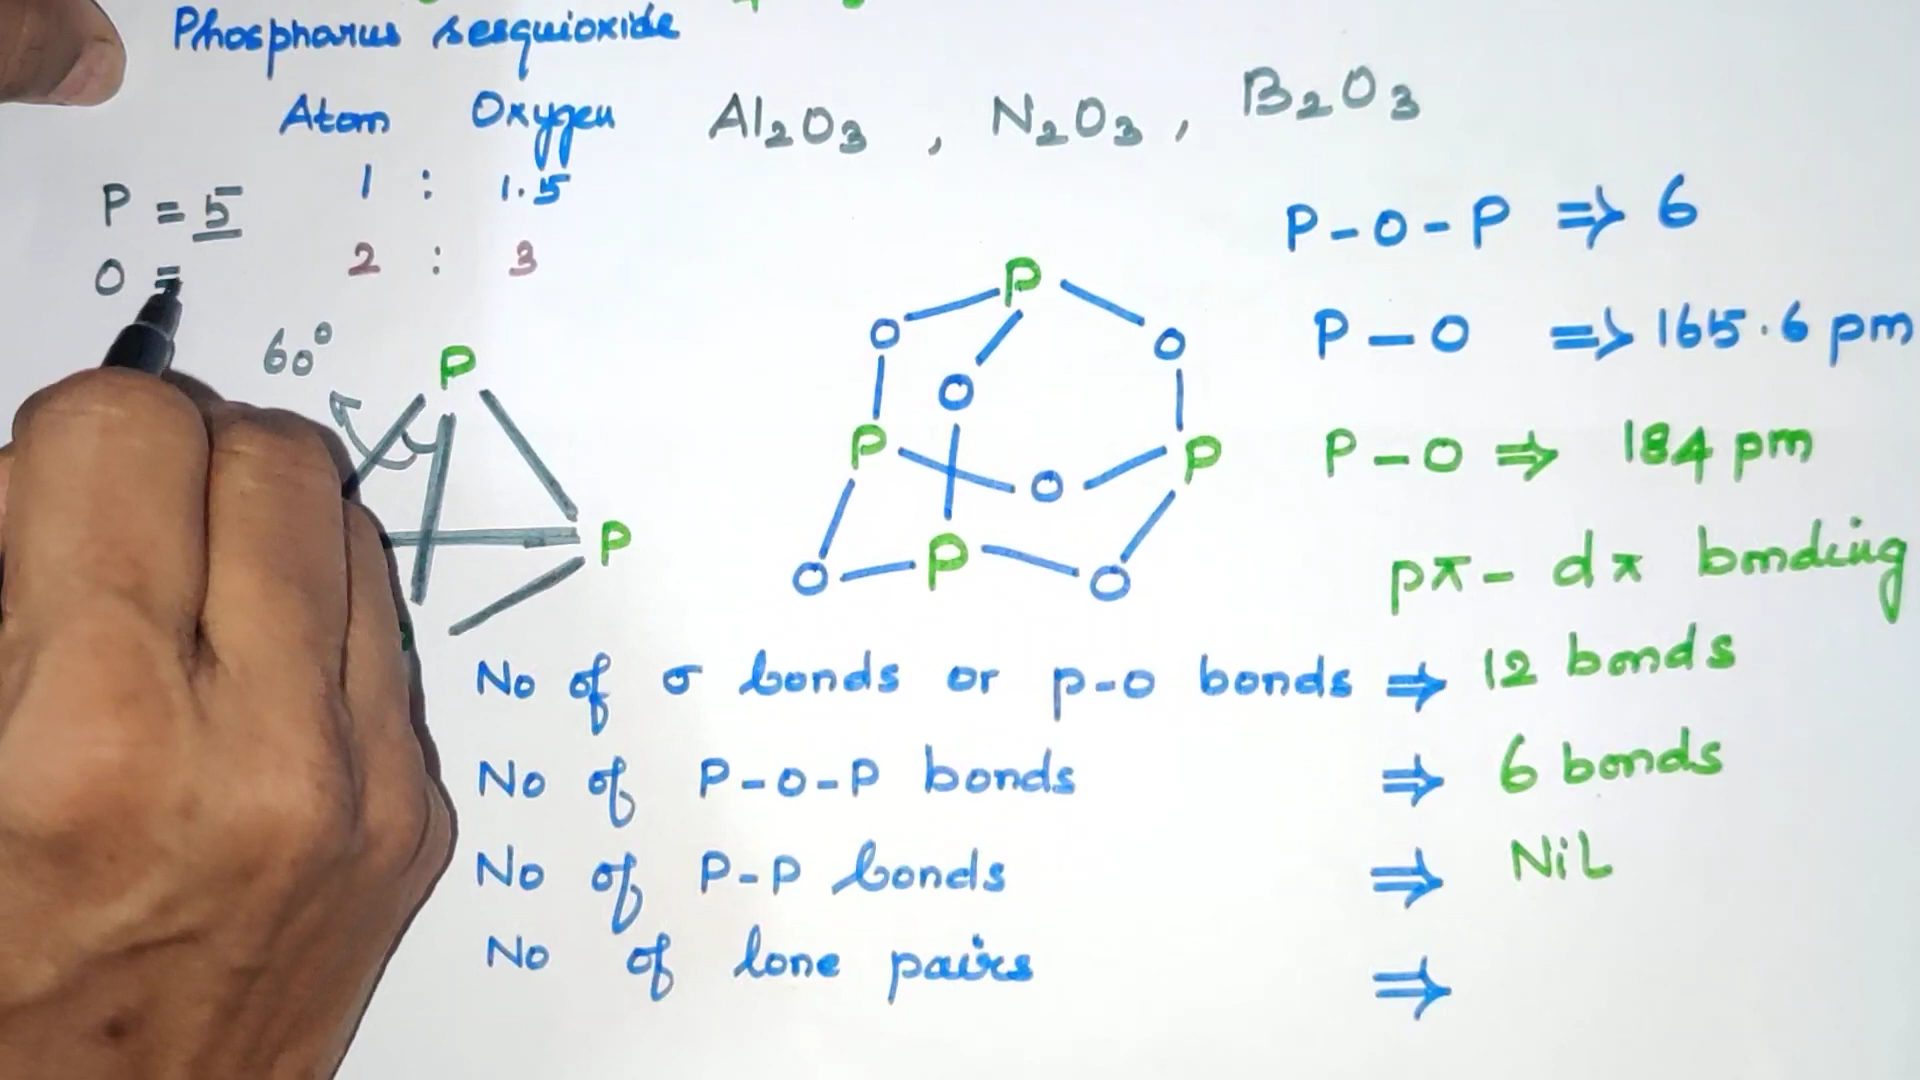 Phosphorus sesquioxide
Atom Oxygen Al2O3 , N2O3 , B2O3
1 : 1.5
P = 5
2 : 3
O =
P-O-P ⇒ 6
P-O ⇒ 165.6 pm
P-O ⇒ 184 pm
pπ - dπ bonding
60°
P
P
P
O O
O
P P
O
O P O
No of σ bonds or p-o bonds ⇒ 12 bonds
No of P-O-P bonds ⇒ 6 bonds
No of P-P bonds ⇒ NiL
No of lone pairs ⇒